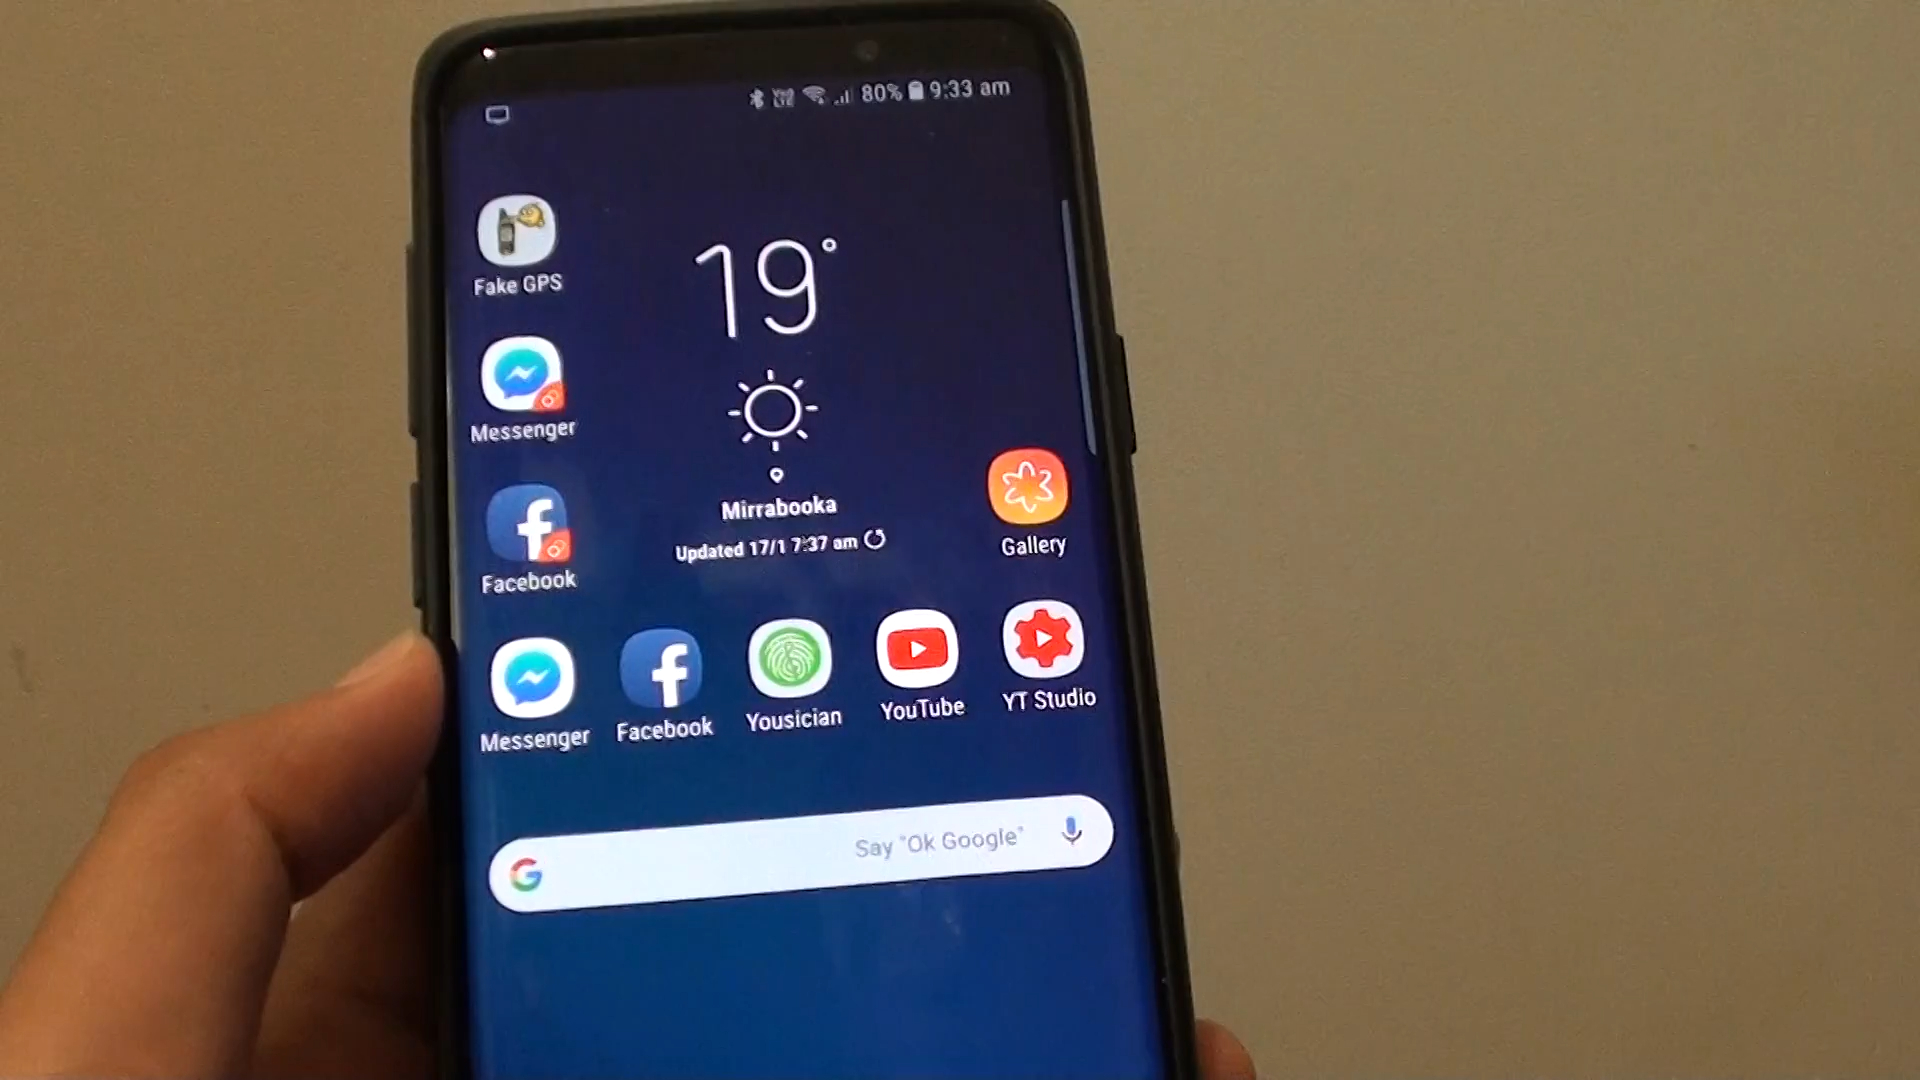 80% 9:33 am
Fake GPS
19°
Messenger
Mirrabooka
Updated 17/1 7:37 am
Facebook
Gallery
Messenger
Facebook
Yousician
YouTube
YT Studio
G
Say "Ok Google"